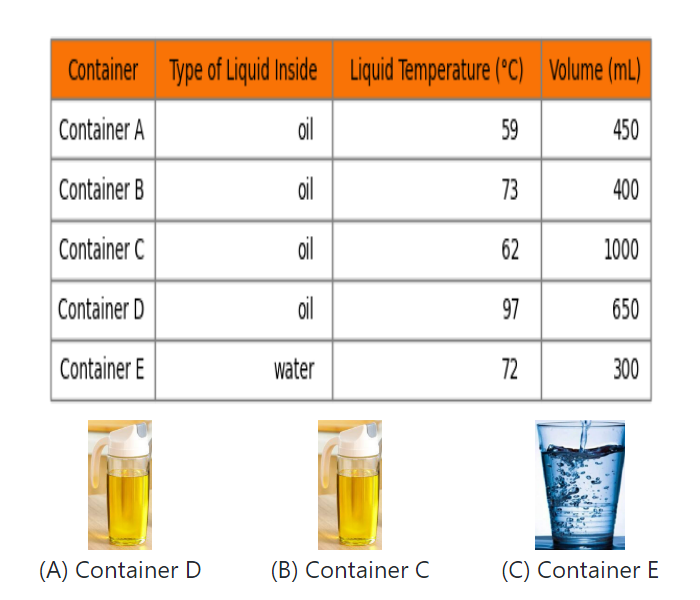 Container Type of Liquid Inside Liquid Temperature (°C) Volume (mL)
Container A oil 59 450
Container B oil 73 400
Container C oil 62 1000
Container D oil 97 650
Container E water 72 300
(A) Container D (B) Container C (C) Container E